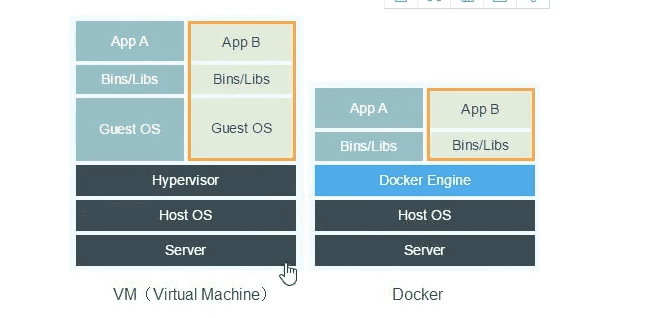 App A
App B
Bins/Libs
Bins/Libs
Guest OS
Guest OS
Hypervisor
Host OS
Server
VM（Virtual Machine）
App A
App B
Bins/Libs
Bins/Libs
Docker Engine
Host OS
Server
Docker